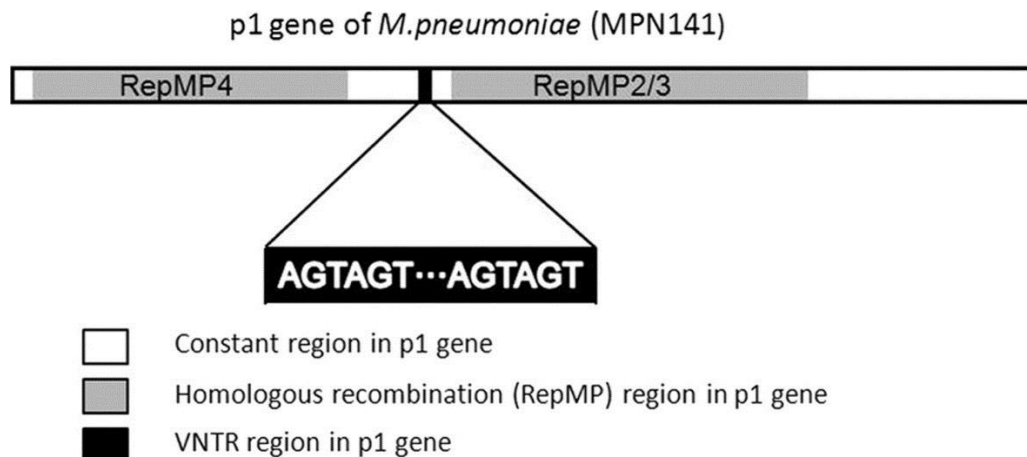 p1 gene of M.pneumoniae (MPN141)
RepMP4 RepMP2/3
AGTAGT···AGTAGT
Constant region in p1 gene
Homologous recombination (RepMP) region in p1 gene
VNTR region in p1 gene